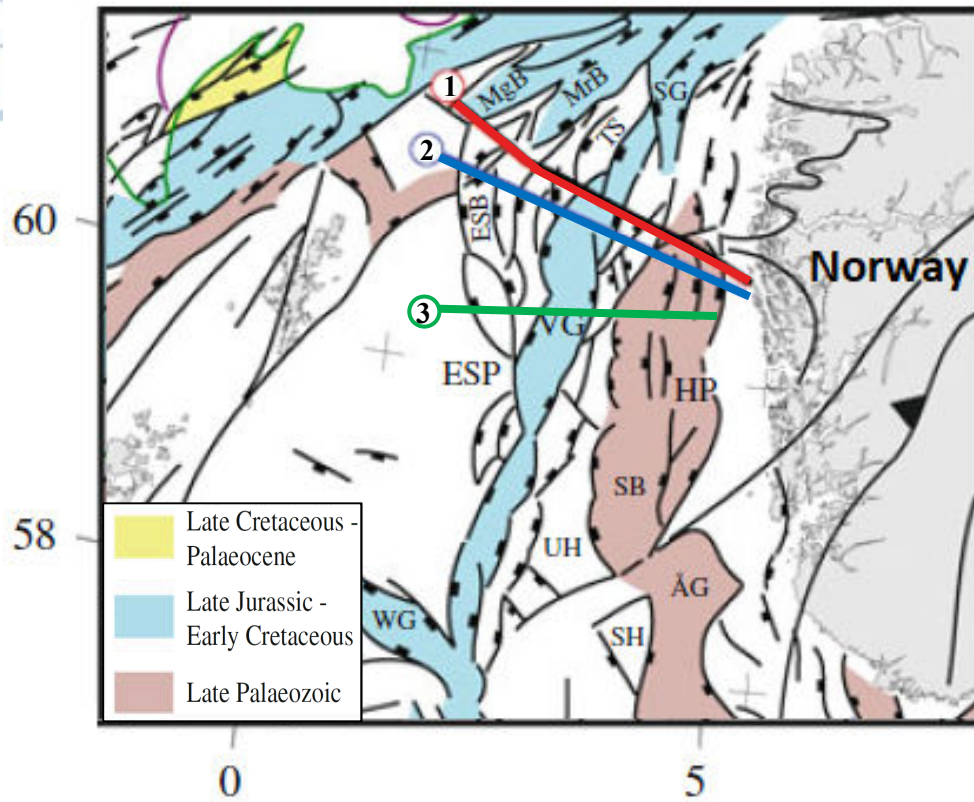 1
MgB
MrB
SG
2
TS
60
ESB
Norway
3
VG
ESP
HP
SB
58
Late Cretaceous -
Palaeocene
UH
Late Jurassic -
Early Cretaceous
ÅG
WG
SH
Late Palaeozoic
0
5